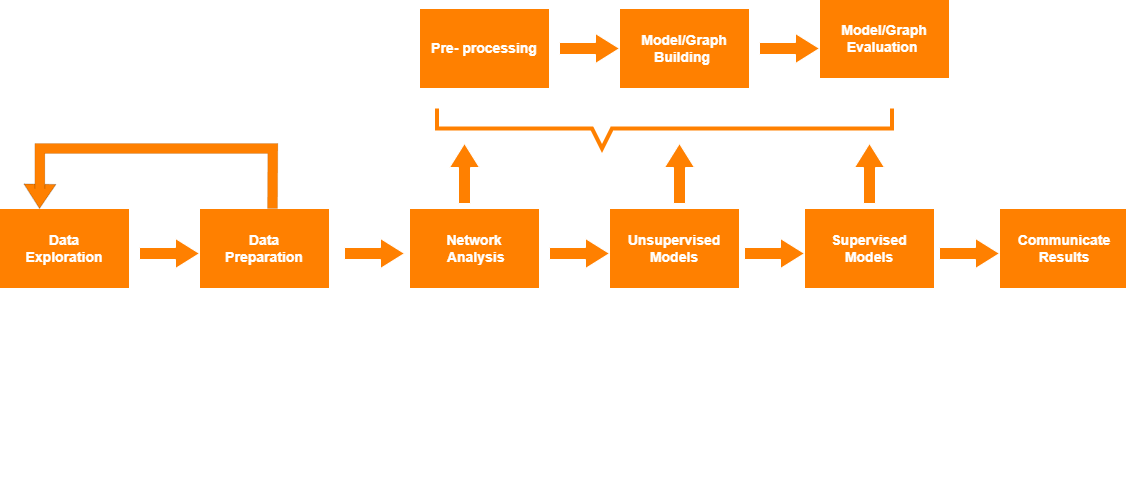 Pre- processing
Model/Graph
Building
Model/Graph
Evaluation
Data
Exploration
Data
Preparation
Network
Analysis
Unsupervised
Models
Supervised
Models
Communicate
Results